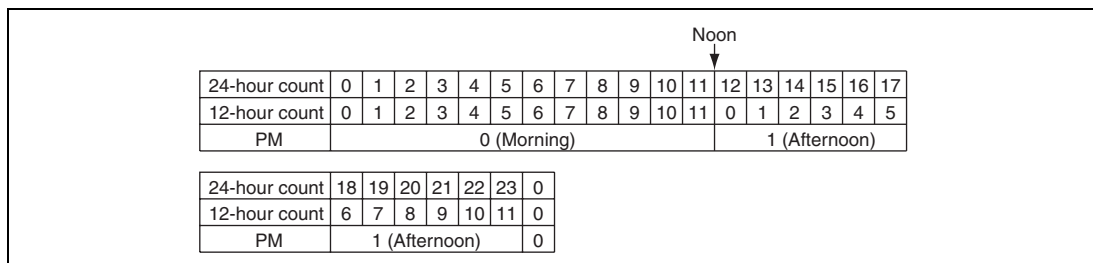 Noon
24-hour count 0 1 2 3 4 5 6 7 8 9 10 11 12 13 14 15 16 17
12-hour count 0 1 2 3 4 5 6 7 8 9 10 11 0 1 2 3 4 5
PM 0 (Morning) 1 (Afternoon)
24-hour count 18 19 20 21 22 23 0
12-hour count 6 7 8 9 10 11 0
PM 1 (Afternoon) 0